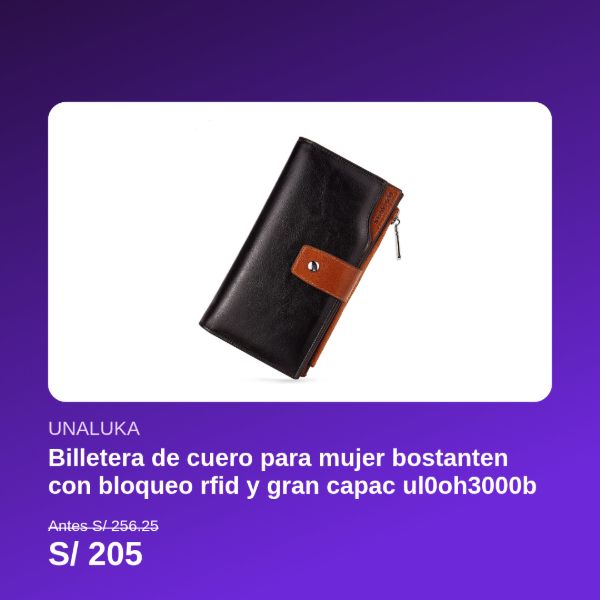 UNALUKA
Billetera de cuero para mujer bostanten
con bloqueo rfid y gran capac ul0oh3000b
Antes S/ 256.25
S/ 205